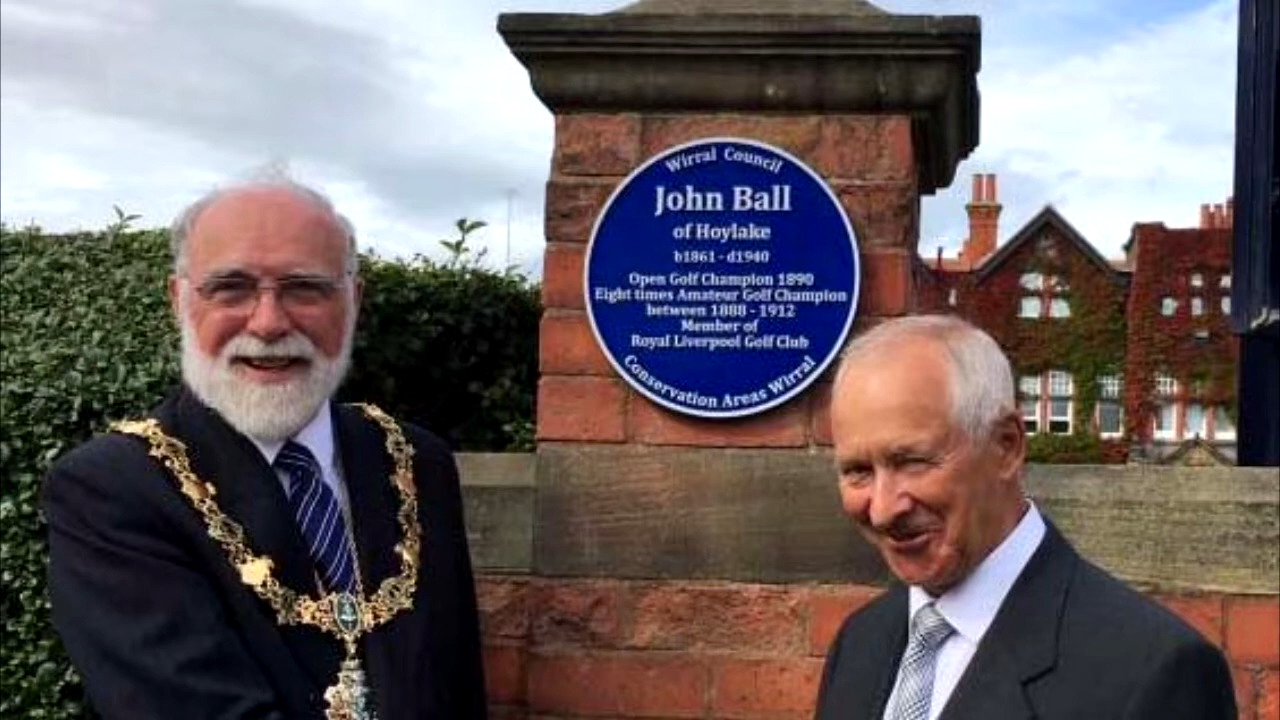 Wirral Council
John Ball
of Hoylake
b1861 - d1940
Open Golf Champion 1890
Eight times Amateur Golf Champion
between 1888 - 1912
Member of
Royal Liverpool Golf Club
Conservation Areas Wirral